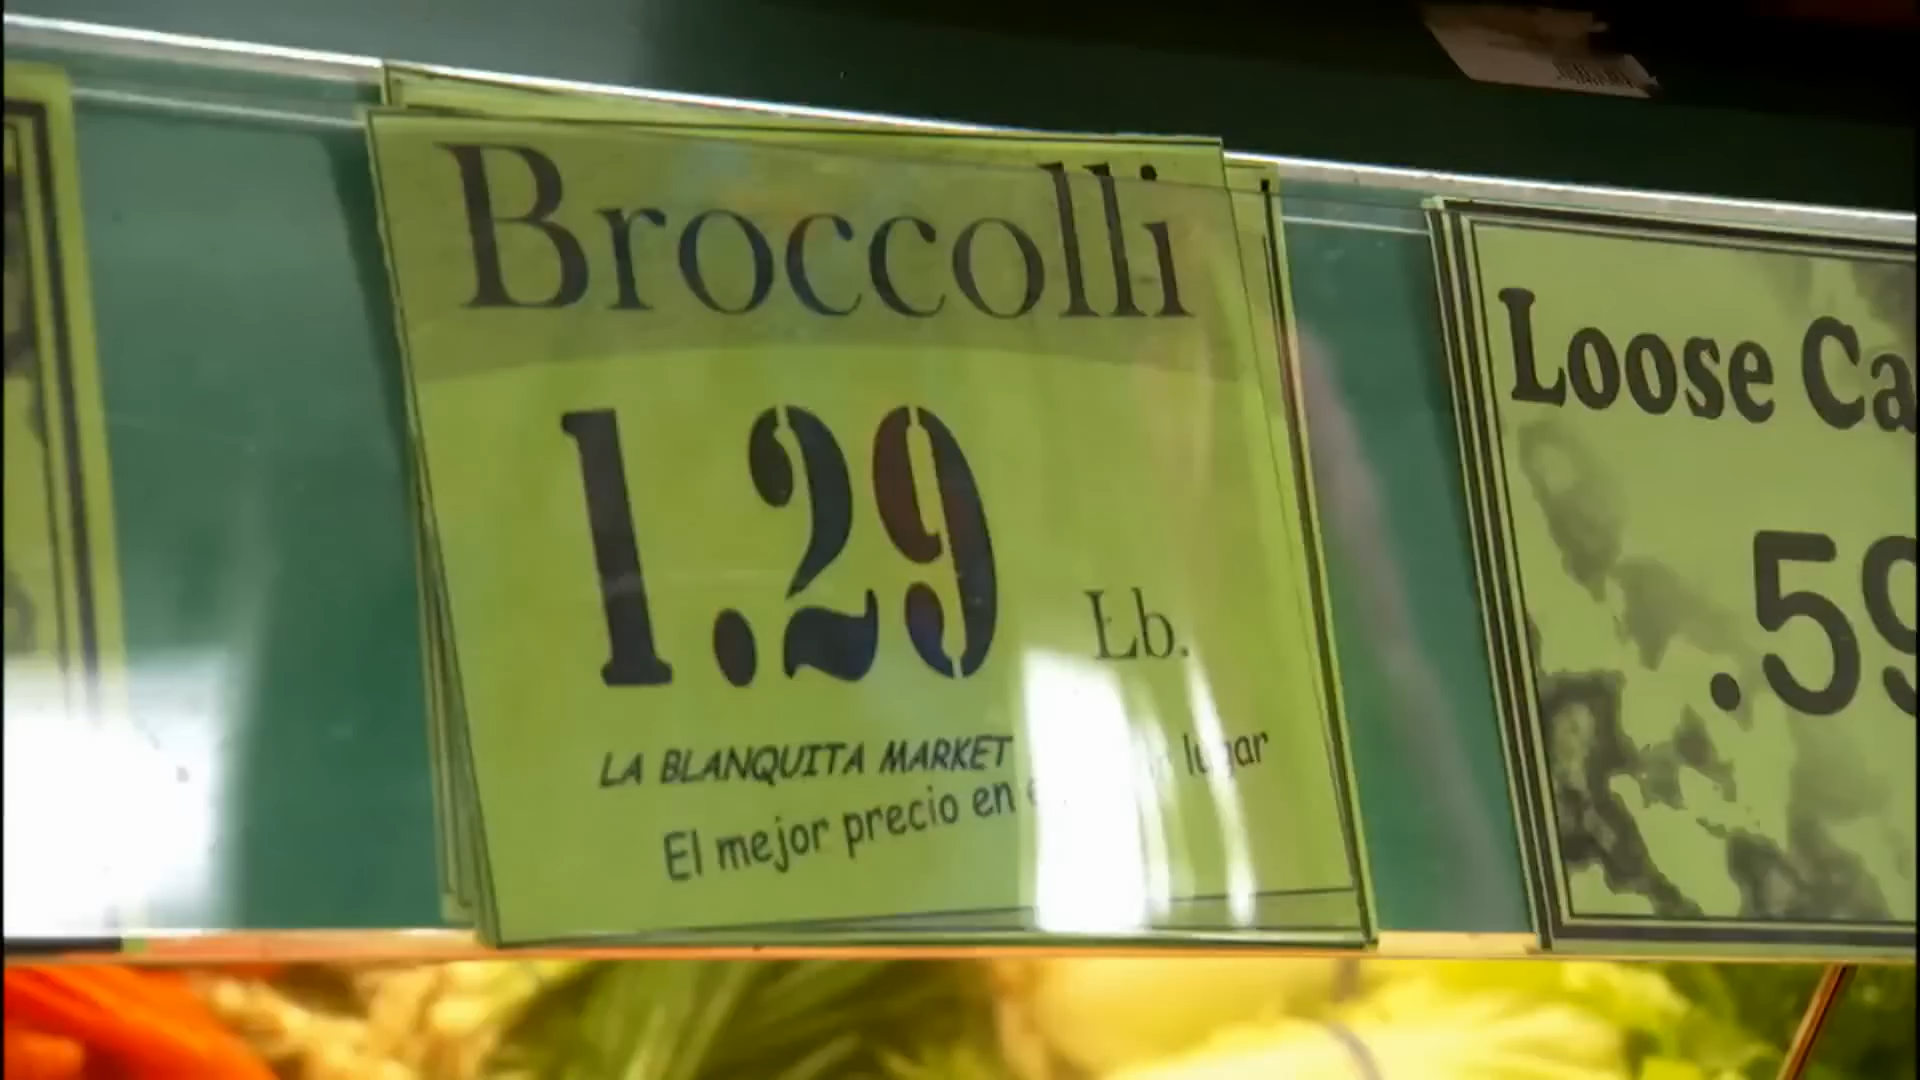 Broccoli
1.29 Lb.
LA BLANQUITA MARKET
El mejor precio en lugar
Loose Ca
.59